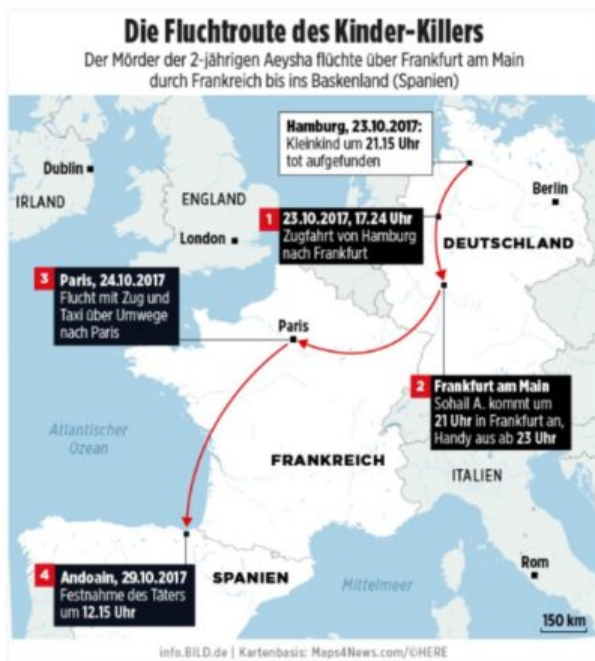 Die Fluchtroute des Kinder-Killers
Der Mörder der 2-jährigen Aeysha flüchte über Frankfurt am Main
durch Frankreich bis ins Baskenland (Spanien)
Hamburg, 23.10.2017:
Kleinkind um 21.15 Uhr
tot aufgefunden
Dublin
IRLAND
ENGLAND
London
Berlin
1
23.10.2017, 17.24 Uhr
Zugfahrt von Hamburg
nach Frankfurt
DEUTSCHLAND
3
Paris, 24.10.2017
Flucht mit Zug und
Taxi über Umwege
nach Paris
Paris
2
Frankfurt am Main
Sohail A. kommt um
21 Uhr in Frankfurt an,
Handy aus ab 23 Uhr
Atlantischer
Ozean
FRANKREICH
ITALIEN
4
Andoain, 29.10.2017
Festnahme des Täters
um 12.15 Uhr
SPANIEN
Mittelmeer
Rom
150 km
info.BILD.de | Kartenbasis: Maps4News.com/©HERE